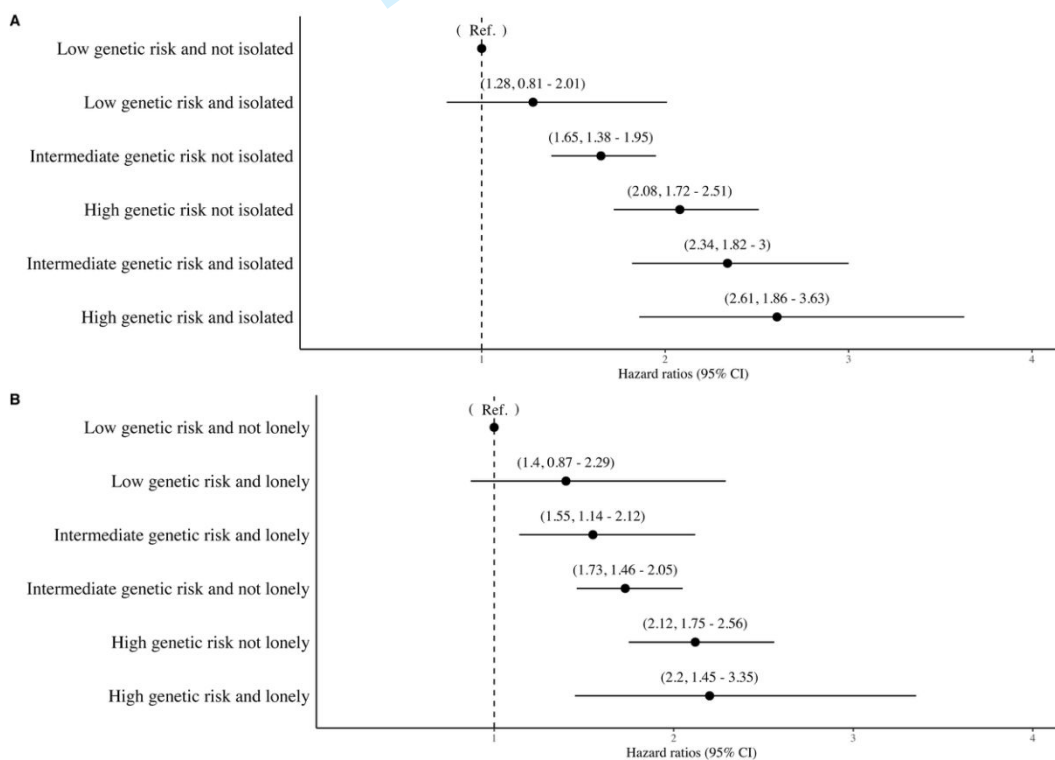 A
( Ref. )
Low genetic risk and not isolated
(1.28, 0.81 - 2.01)
Low genetic risk and isolated
(1.65, 1.38 - 1.95)
Intermediate genetic risk not isolated
(2.08, 1.72 - 2.51)
High genetic risk not isolated
(2.34, 1.82 - 3)
Intermediate genetic risk and isolated
(2.61, 1.86 - 3.63)
High genetic risk and isolated
1 2 3 4
Hazard ratios (95% CI)
B
( Ref. )
Low genetic risk and not lonely
(1.4, 0.87 - 2.29)
Low genetic risk and lonely
(1.55, 1.14 - 2.12)
Intermediate genetic risk and lonely
(1.73, 1.46 - 2.05)
Intermediate genetic risk and not lonely
(2.12, 1.75 - 2.56)
High genetic risk not lonely
(2.2, 1.45 - 3.35)
High genetic risk and lonely
1 2 3 4
Hazard ratios (95% CI)